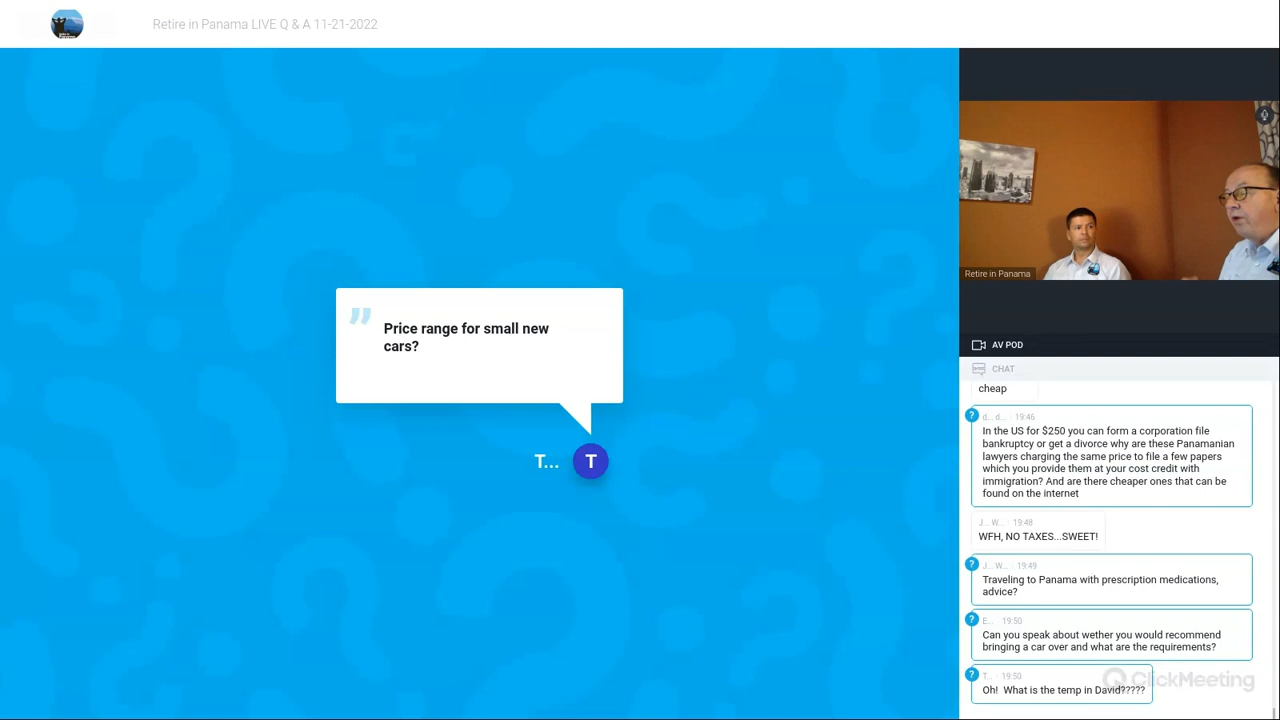 Retire in Panama LIVE Q & A 11-21-2022
Price range for small new
cars?
T...
T
Retire in Panama
AV POD
CHAT
cheap
?
d... d... 19:46
In the US for $250 you can form a corporation file
bankruptcy or get a divorce why are these Panamanian
lawyers charging the same price to file a few papers
which you provide them at your cost credit with
immigration? And are there cheaper ones that can be
found on the internet
J... W... 19:48
WFH, NO TAXES...SWEET!
?
J... W... 19:49
Traveling to Panama with prescription medications,
advice?
?
E... 19:50
Can you speak about wether you would recommend
bringing a car over and what are the requirements?
?
T... 19:50
Oh! What is the temp in David?????
ClickMeeting